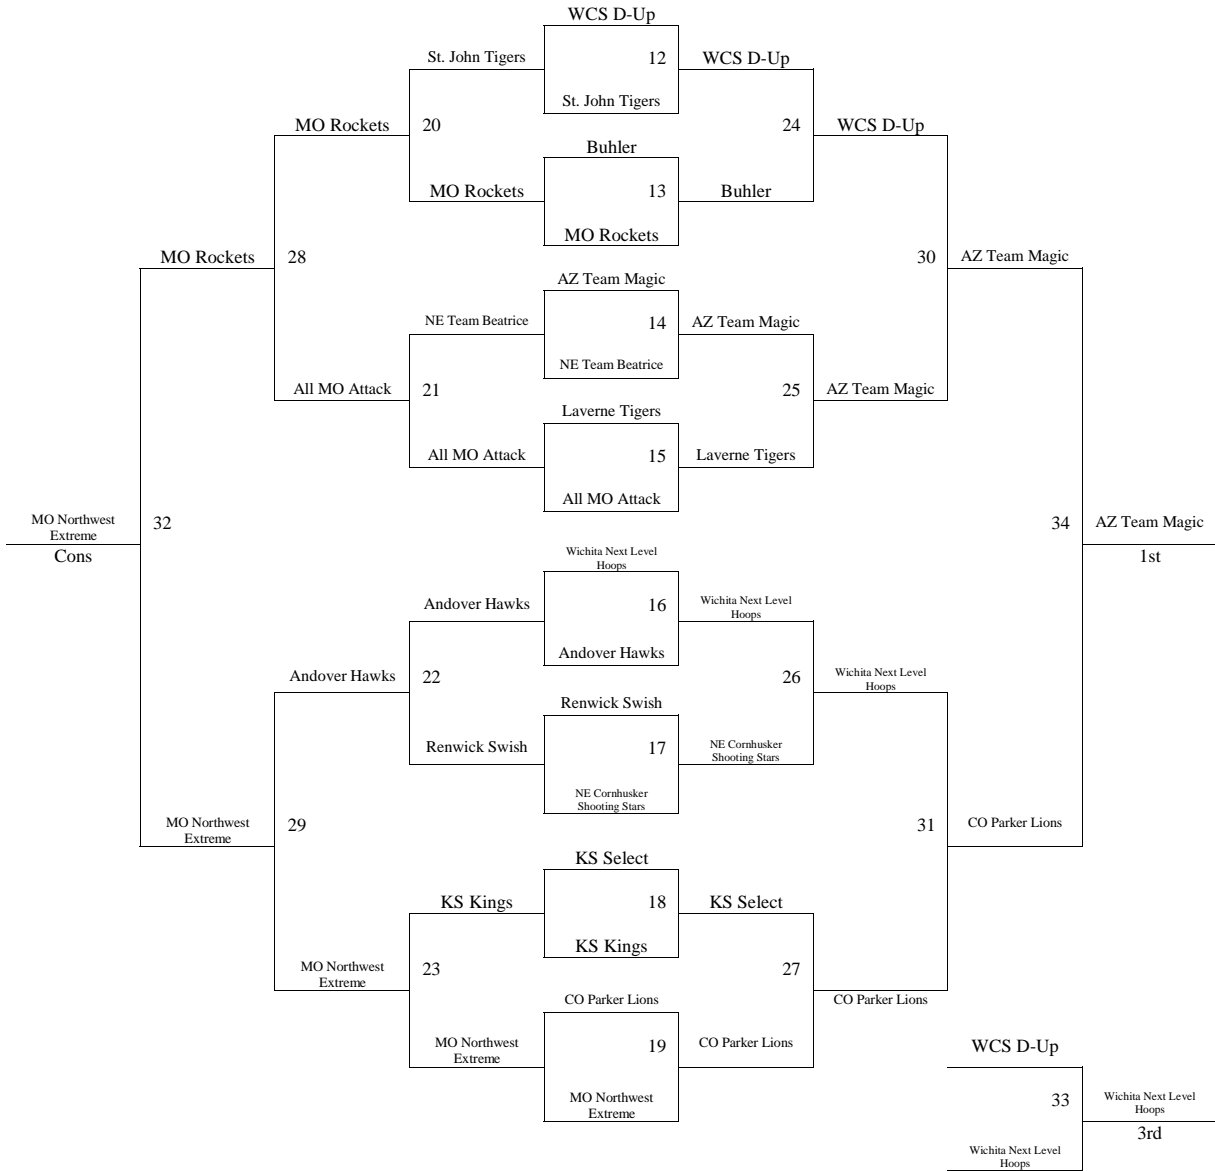 WCS D-Up
St. John Tigers
12
WCS D-Up
St. John Tigers
MO Rockets
20
24
WCS D-Up
Buhler
MO Rockets
13
Buhler
MO Rockets
MO Rockets
28
30
AZ Team Magic
AZ Team Magic
NE Team Beatrice
14
AZ Team Magic
NE Team Beatrice
All MO Attack
21
25
AZ Team Magic
Laverne Tigers
All MO Attack
15
Laverne Tigers
All MO Attack
MO Northwest
Extreme
Cons
32
34
AZ Team Magic
1st
Wichita Next Level
Hoops
Andover Hawks
16
Wichita Next Level
Hoops
Andover Hawks
Andover Hawks
22
26
Wichita Next Level
Hoops
Renwick Swish
Renwick Swish
17
NE Cornhusker
Shooting Stars
NE Cornhusker
Shooting Stars
MO Northwest
Extreme
29
31
CO Parker Lions
KS Select
KS Kings
18
KS Select
KS Kings
MO Northwest
Extreme
23
27
CO Parker Lions
CO Parker Lions
MO Northwest
Extreme
19
CO Parker Lions
MO Northwest
Extreme
WCS D-Up
33
Wichita Next Level
Hoops
3rd
Wichita Next Level
Hoops